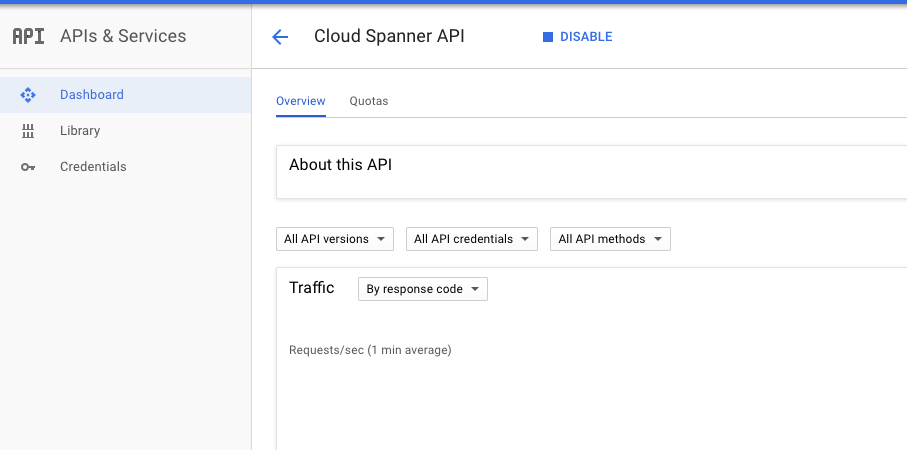 API APIs & Services
Cloud Spanner API
DISABLE
Dashboard
Library
Credentials
Overview
Quotas
About this API
All API versions
All API credentials
All API methods
Traffic
By response code
Requests/sec (1 min average)